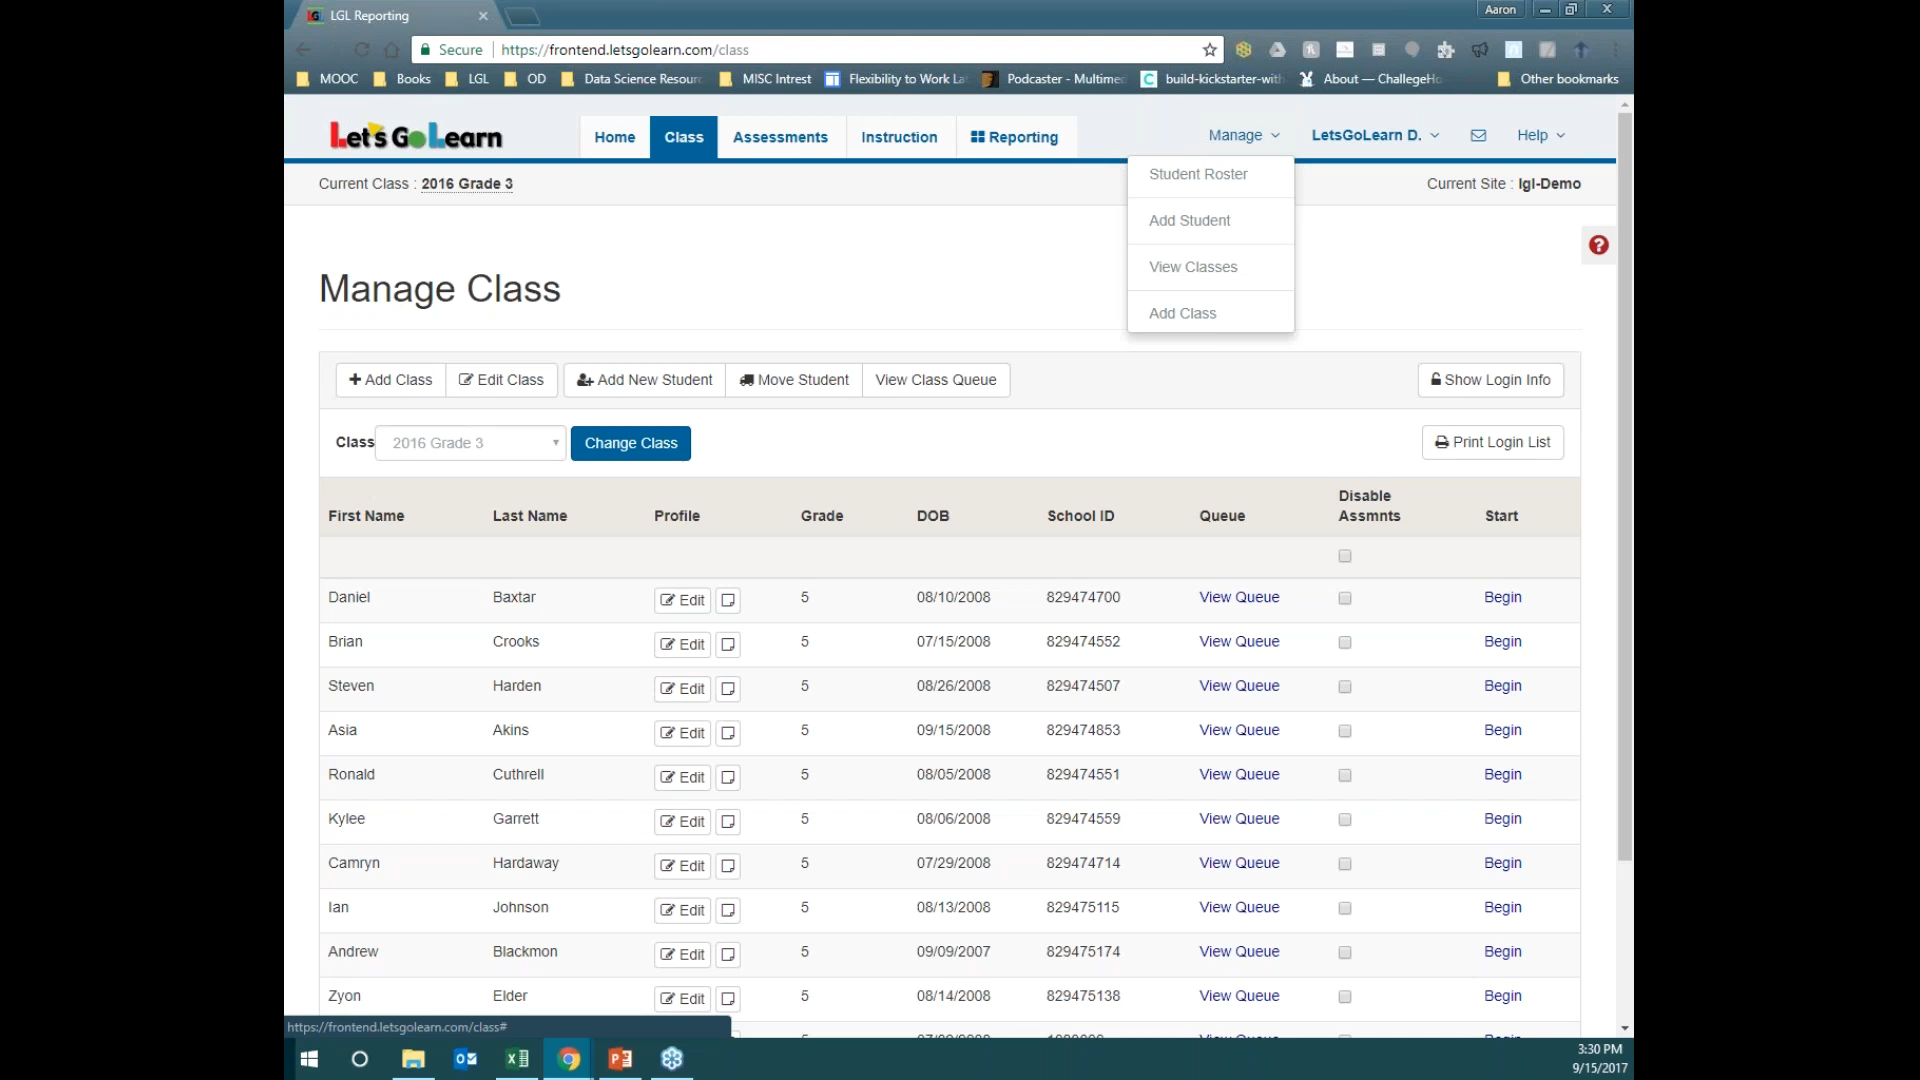 LGL Reporting
Aaron
Secure
https://frontend.letsgolearn.com/class
MOOC Books LGL OD Data Science Resour MISC Intrest Flexibility to Work La Podcaster - Multime build-kickstarter-with About — ChallegeHo Other bookmarks
Let's Go Learn
Home Class Assessments Instruction Reporting Manage LetsGoLearn D. Help
Current Class : 2016 Grade 3
Current Site : lgl-Demo
Student Roster
Add Student
View Classes
Add Class
Manage Class
Add Class Edit Class Add New Student Move Student View Class Queue Show Login Info
Class 2016 Grade 3 Change Class Print Login List
First Name Last Name Profile Grade DOB School ID Queue Disable Assmnts Start
Daniel Baxtar Edit 5 08/10/2008 829474700 View Queue Begin
Brian Crooks Edit 5 07/15/2008 829474552 View Queue Begin
Steven Harden Edit 5 08/26/2008 829474507 View Queue Begin
Asia Akins Edit 5 09/15/2008 829474853 View Queue Begin
Ronald Cuthrell Edit 5 08/05/2008 829474551 View Queue Begin
Kylee Garrett Edit 5 08/06/2008 829474559 View Queue Begin
Camryn Hardaway Edit 5 07/29/2008 829474714 View Queue Begin
Ian Johnson Edit 5 08/13/2008 829475115 View Queue Begin
Andrew Blackmon Edit 5 09/09/2007 829475174 View Queue Begin
Zyon Elder Edit 5 08/14/2008 829475138 View Queue Begin
https://frontend.letsgolearn.com/class#
3:30 PM
9/15/2017